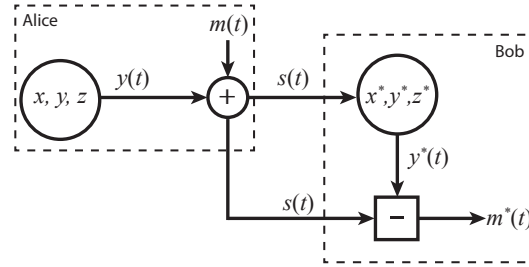 Alice
m(t)
Bob
x, y, z
y(t)
+
s(t)
x*,y*,z*
y*(t)
s(t)
−
m*(t)